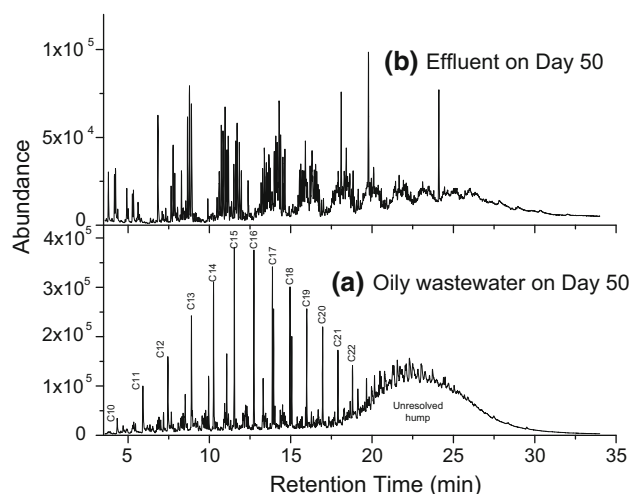 1x10⁵
5x10⁴
0
(b) Effluent on Day 50
Abundance
4x10⁵
3x10⁵
2x10⁵
1x10⁵
0
C10
C11
C12
C13
C14
C15
C16
C17
C18
C19
C20
C21
C22
(a) Oily wastewater on Day 50
Unresolved
hump
5 10 15 20 25 30 35
Retention Time (min)